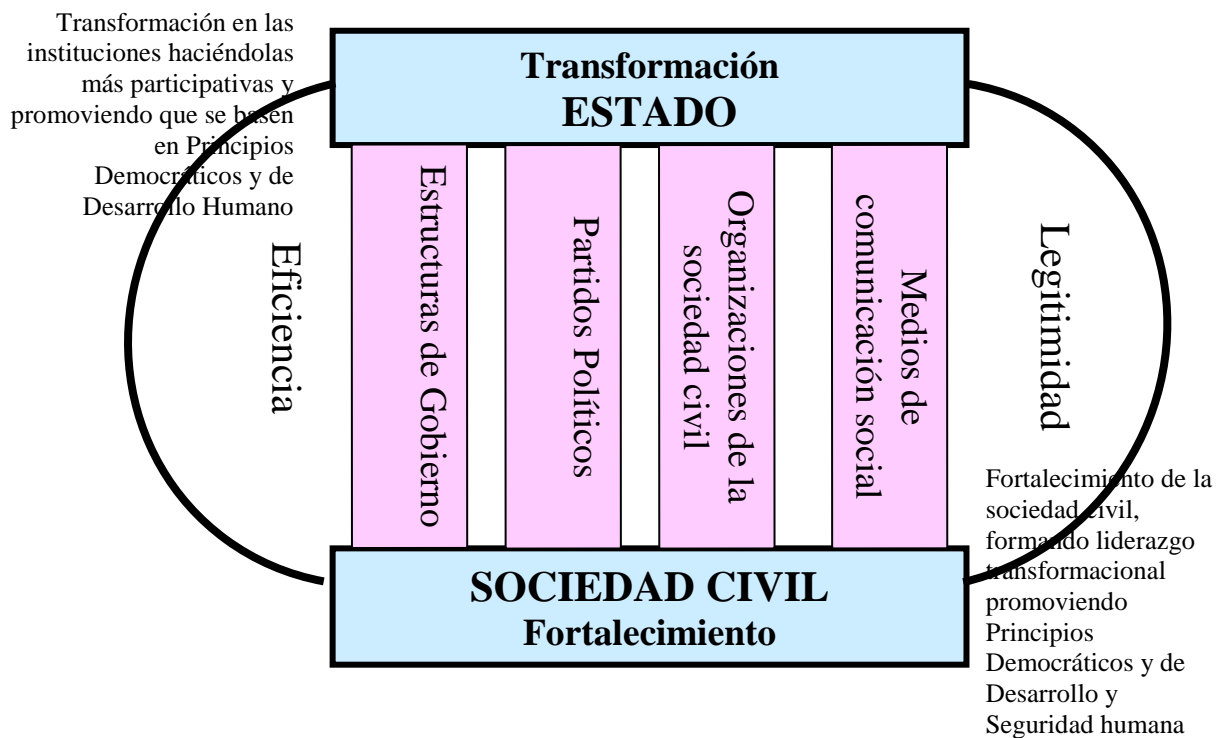 Transformación en las
instituciones haciéndolas
más participativas y
promoviendo que se basen
en Principios
Democráticos y de
Desarrollo Humano
Transformación
ESTADO
Eficiencia
Estructuras de Gobierno
Partidos Políticos
Organizaciones de la
sociedad civil
Medios de
comunicación social
Legitimidad
SOCIEDAD CIVIL
Fortalecimiento
Fortalecimiento de la
sociedad civil,
formando liderazgo
transformacional
promoviendo
Principios
Democráticos y de
Desarrollo y
Seguridad humana